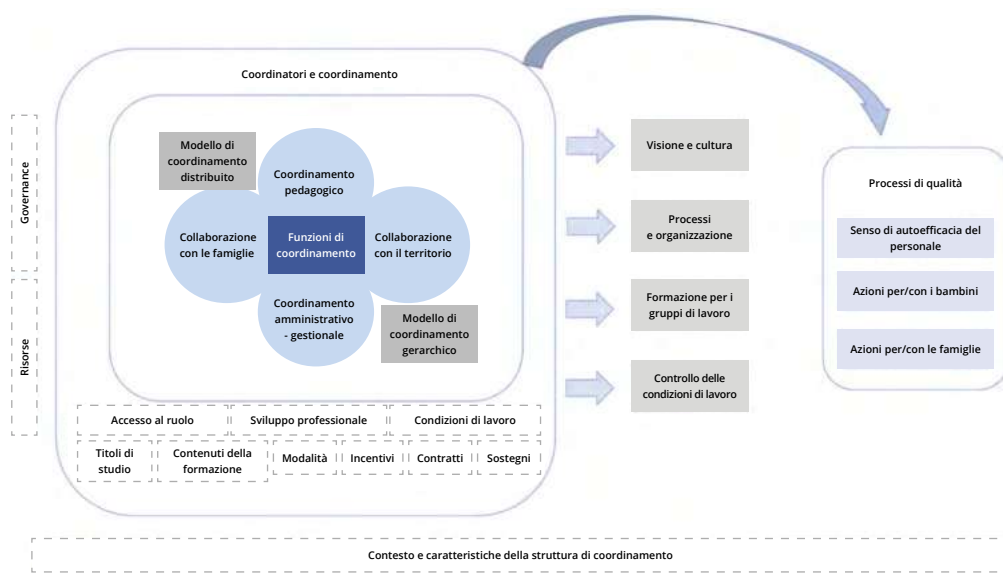 Coordinatori e coordinamento
Governance
Risorse
Modello di
coordinamento
distribuito
Coordinamento
pedagogico
Collaborazione
con le famiglie
Funzioni di
coordinamento
Collaborazione
con il territorio
Coordinamento
amministrativo
- gestionale
Modello di
coordinamento
gerarchico
Accesso al ruolo
Sviluppo professionale
Condizioni di lavoro
Titoli di
studio
Contenuti della
formazione
Modalità
Incentivi
Contratti
Sostegni
Visione e cultura
Processi
e organizzazione
Formazione per i
gruppi di lavoro
Controllo delle
condizioni di lavoro
Processi di qualità
Senso di autoefficacia del
personale
Azioni per/con i bambini
Azioni per/con le famiglie
Contesto e caratteristiche della struttura di coordinamento